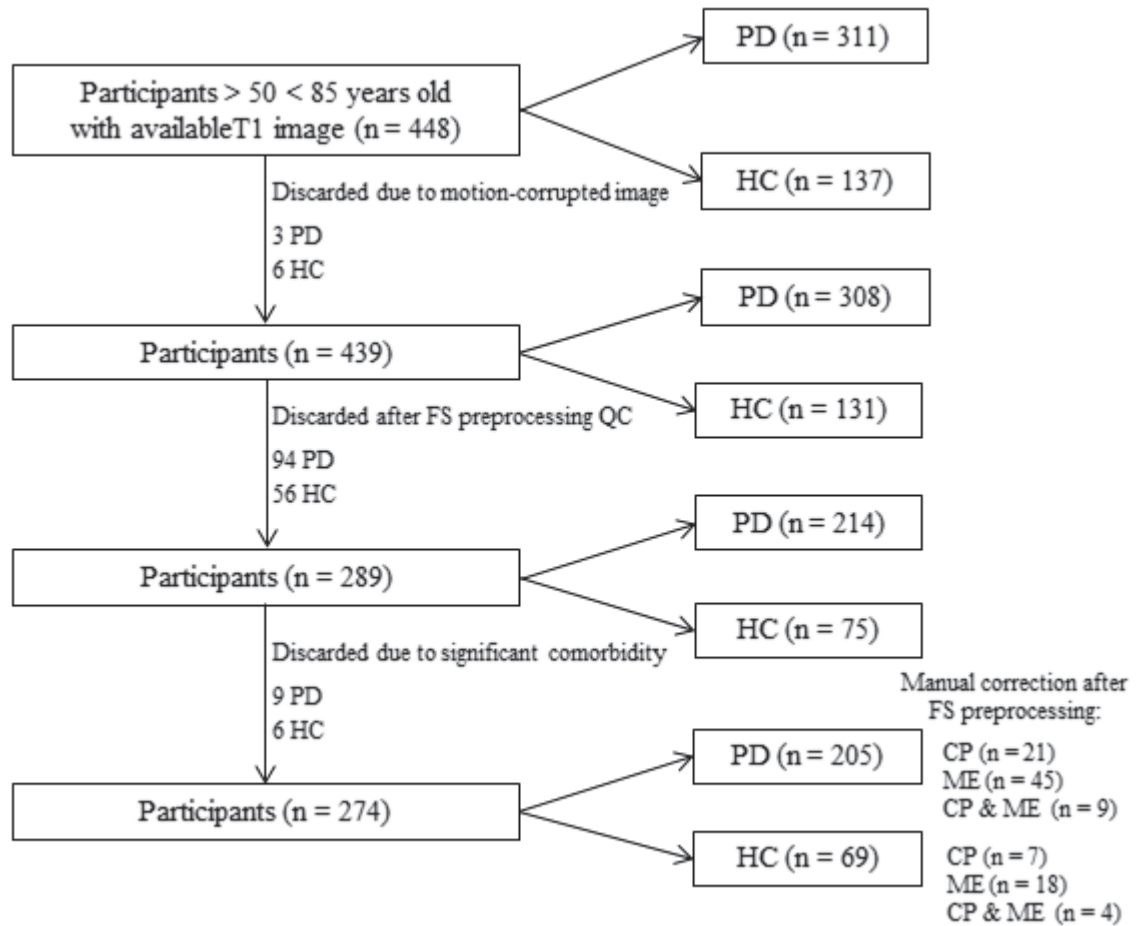 PD (n = 311)
Participants > 50 < 85 years old
with availableT1 image (n = 448)
HC (n = 137)
Discarded due to motion-corrupted image
3 PD
6 HC
PD (n = 308)
Participants (n = 439)
HC (n = 131)
Discarded after FS preprocessing QC
94 PD
56 HC
PD (n = 214)
Participants (n = 289)
HC (n = 75)
Discarded due to significant comorbidity
9 PD
6 HC
Manual correction after
FS preprocessing:
PD (n = 205)
CP (n = 21)
ME (n = 45)
CP & ME (n = 9)
Participants (n = 274)
HC (n = 69)
CP (n = 7)
ME (n = 18)
CP & ME (n = 4)